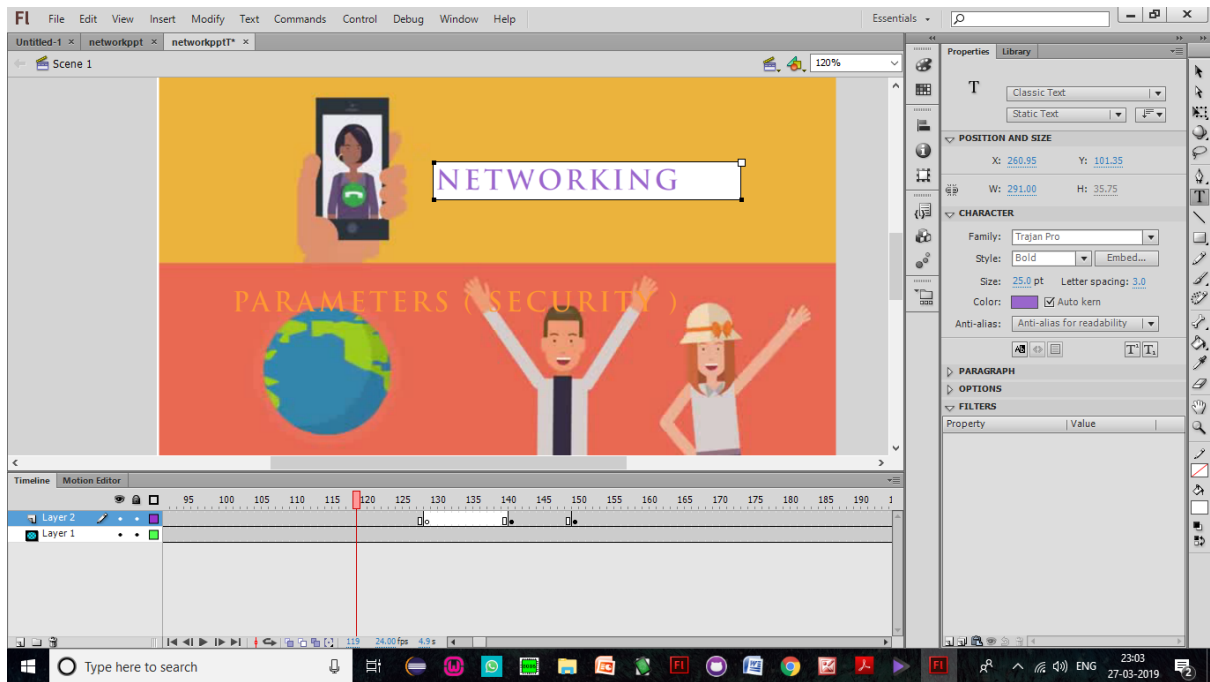 Fl File Edit View Insert Modify Text Commands Control Debug Window Help Essentials
Untitled-1 × networkppt × networkpptT* ×
Scene 1 120%
NETWORKING
PARAMETERS ( SECURITY )
Properties Library
T Classic Text
Static Text
POSITION AND SIZE
X: 260.95 Y: 101.35
W: 291.00 H: 35.75
CHARACTER
Family: Trajan Pro
Style: Bold Embed...
Size: 25.0 pt Letter spacing: 3.0
Color: Auto kern
Anti-alias: Anti-alias for readability
T¹ T₁
PARAGRAPH
OPTIONS
FILTERS
Property Value
Timeline Motion Editor
95 100 105 110 115 120 125 130 135 140 145 150 155 160 165 170 175 180 185 190 1
Layer 2
Layer 1
119 24.00 fps 4.9 s
Type here to search
ENG 23:03
27-03-2019
2